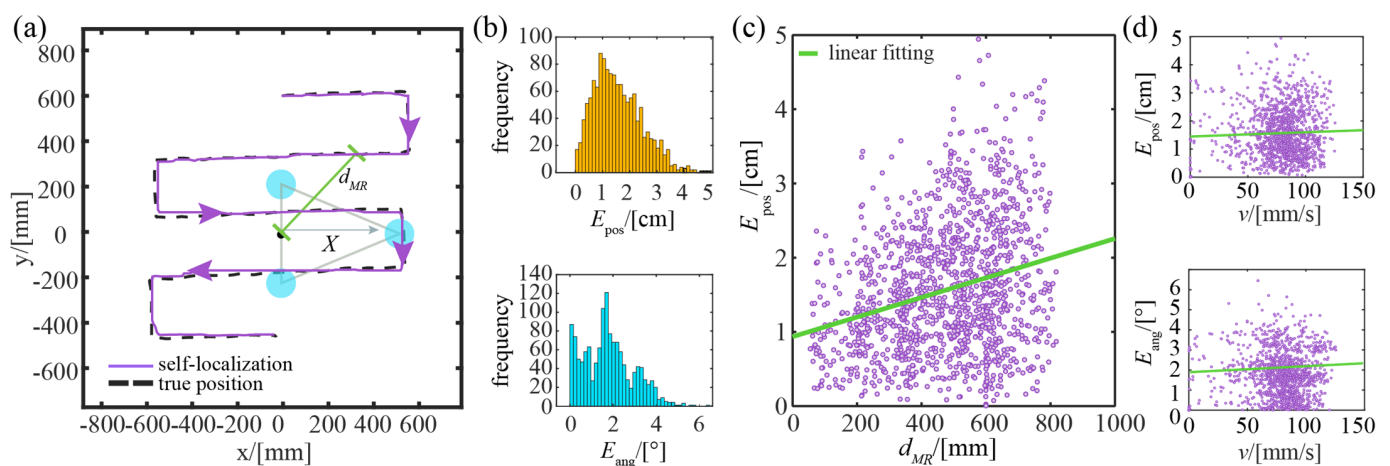 (a)
800
600
400
200
0
-200
-400
-600
y/[mm]
d_MR
X
self-localization
true position
-800-600-400-200 0 200 400 600
x/[mm]
(b)
100
80
60
40
20
0
frequency
0 1 2 3 4 5
E_pos/[cm]
140
120
100
80
60
40
20
0
frequency
0 2 4 6
E_ang/[°]
(c)
5
4
3
2
1
0
E_pos/[cm]
linear fitting
0 200 400 600 800 1000
d_MR/[mm]
(d)
5
4
3
2
1
0
E_pos/[cm]
0 50 100 150
v/[mm/s]
6
5
4
3
2
1
0
E_ang/[°]
0 50 100 150
v/[mm/s]